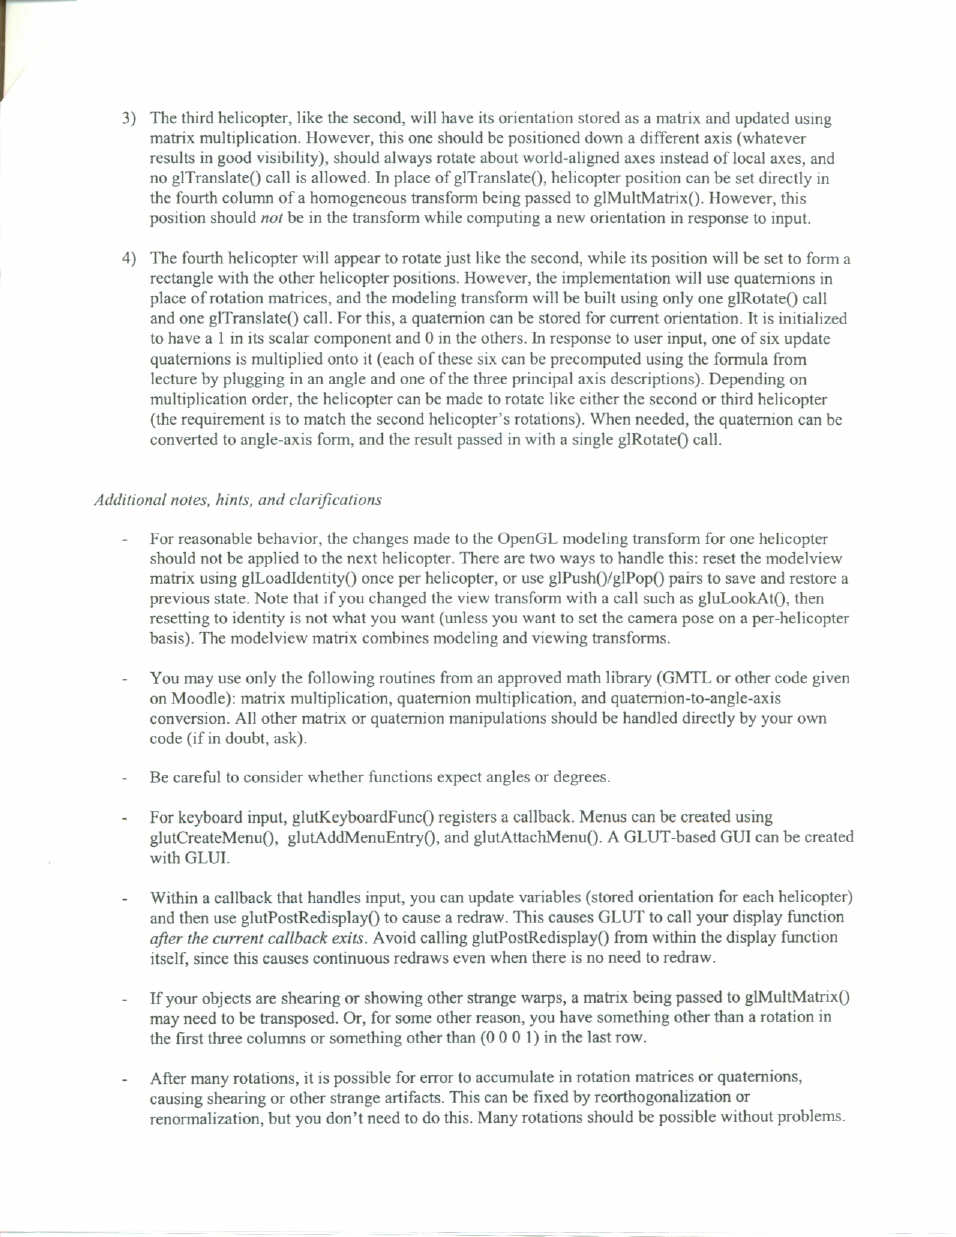 3) The third helicopter, like the second, will have its orientation stored as a matrix and updated using
matrix multiplication. However, this one should be positioned down a different axis (whatever
results in good visibility), should always rotate about world-aligned axes instead of local axes, and
no glTranslate() call is allowed. In place of glTranslate(), helicopter position can be set directly in
the fourth column of a homogeneous transform being passed to glMultMatrix(). However, this
position should not be in the transform while computing a new orientation in response to input.
4) The fourth helicopter will appear to rotate just like the second, while its position will be set to form a
rectangle with the other helicopter positions. However, the implementation will use quaternions in
place of rotation matrices, and the modeling transform will be built using only one glRotate() call
and one glTranslate() call. For this, a quaternion can be stored for current orientation. It is initialized
to have a 1 in its scalar component and 0 in the others. In response to user input, one of six update
quaternions is multiplied onto it (each of these six can be precomputed using the formula from
lecture by plugging in an angle and one of the three principal axis descriptions). Depending on
multiplication order, the helicopter can be made to rotate like either the second or third helicopter
(the requirement is to match the second helicopter's rotations). When needed, the quaternion can be
converted to angle-axis form, and the result passed in with a single glRotate() call.
Additional notes, hints, and clarifications
- For reasonable behavior, the changes made to the OpenGL modeling transform for one helicopter
should not be applied to the next helicopter. There are two ways to handle this: reset the modelview
matrix using glLoadIdentity() once per helicopter, or use glPush()/glPop() pairs to save and restore a
previous state. Note that if you changed the view transform with a call such as gluLookAt(), then
resetting to identity is not what you want (unless you want to set the camera pose on a per-helicopter
basis). The modelview matrix combines modeling and viewing transforms.
- You may use only the following routines from an approved math library (GMTL or other code given
on Moodle): matrix multiplication, quaternion multiplication, and quaternion-to-angle-axis
conversion. All other matrix or quaternion manipulations should be handled directly by your own
code (if in doubt, ask).
- Be careful to consider whether functions expect angles or degrees.
- For keyboard input, glutKeyboardFunc() registers a callback. Menus can be created using
glutCreateMenu(), glutAddMenuEntry(), and glutAttachMenu(). A GLUT-based GUI can be created
with GLUI.
- Within a callback that handles input, you can update variables (stored orientation for each helicopter)
and then use glutPostRedisplay() to cause a redraw. This causes GLUT to call your display function
after the current callback exits. Avoid calling glutPostRedisplay() from within the display function
itself, since this causes continuous redraws even when there is no need to redraw.
- If your objects are shearing or showing other strange warps, a matrix being passed to glMultMatrix()
may need to be transposed. Or, for some other reason, you have something other than a rotation in
the first three columns or something other than (0 0 0 1) in the last row.
- After many rotations, it is possible for error to accumulate in rotation matrices or quaternions,
causing shearing or other strange artifacts. This can be fixed by reorthogonalization or
renormalization, but you don't need to do this. Many rotations should be possible without problems.